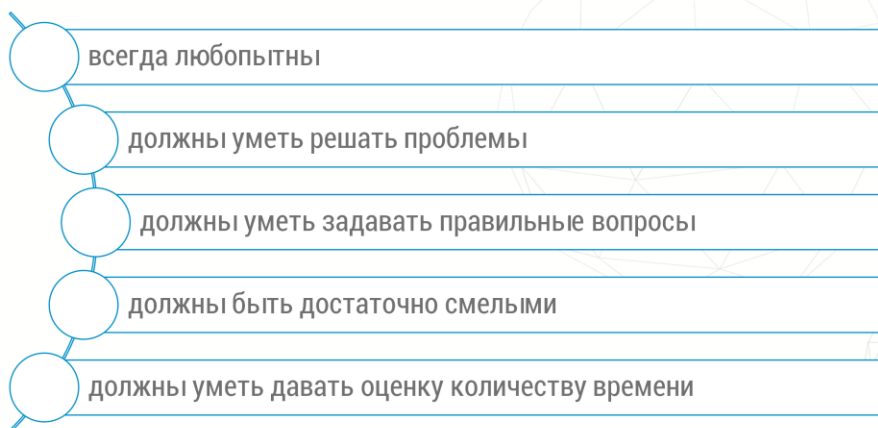 всегда любопытны
должны уметь решать проблемы
должны уметь задавать правильные вопросы
должны быть достаточно смелыми
должны уметь давать оценку количеству времени